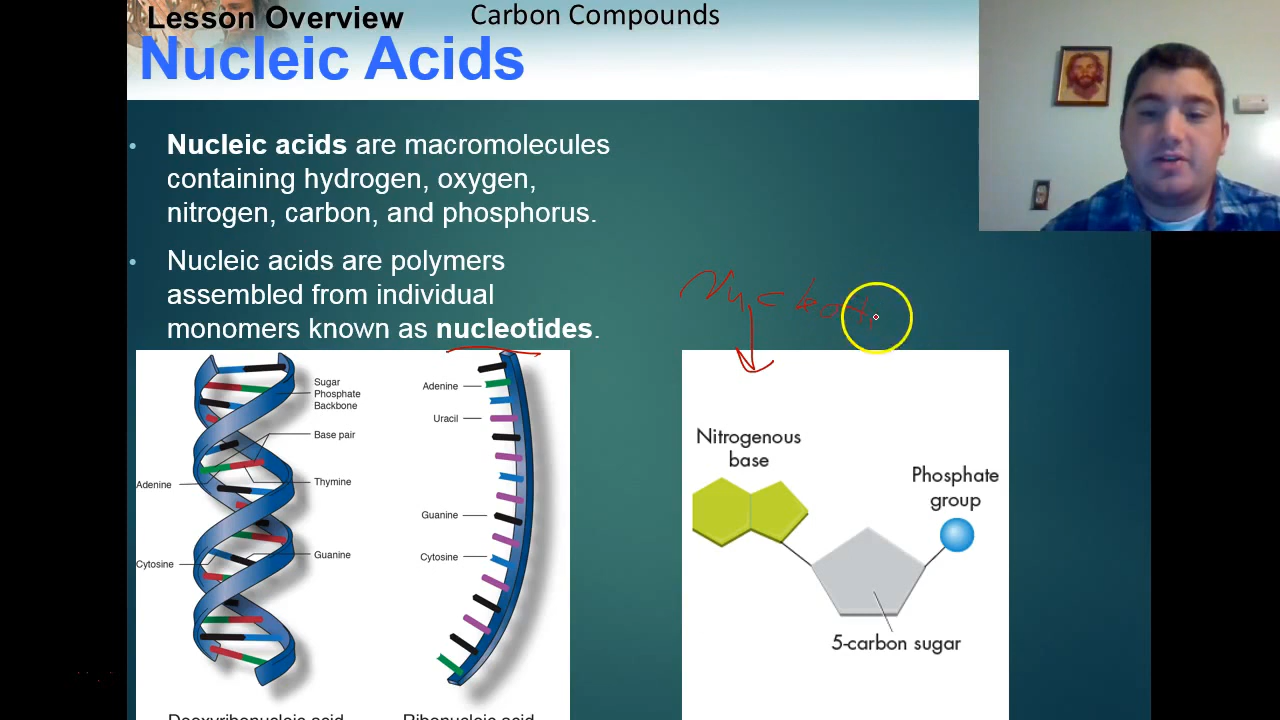 Lesson Overview
Carbon Compounds
Nucleic Acids
• Nucleic acids are macromolecules
containing hydrogen, oxygen,
nitrogen, carbon, and phosphorus.
• Nucleic acids are polymers
assembled from individual
monomers known as nucleotides.
Sugar
Phosphate
Backbone
Base pair
Adenine
Thymine
Cytosine
Guanine
Deoxyribonucleic acid
Adenine
Uracil
Guanine
Cytosine
Ribonucleic acid
Nitrogenous
base
Phosphate
group
5-carbon sugar